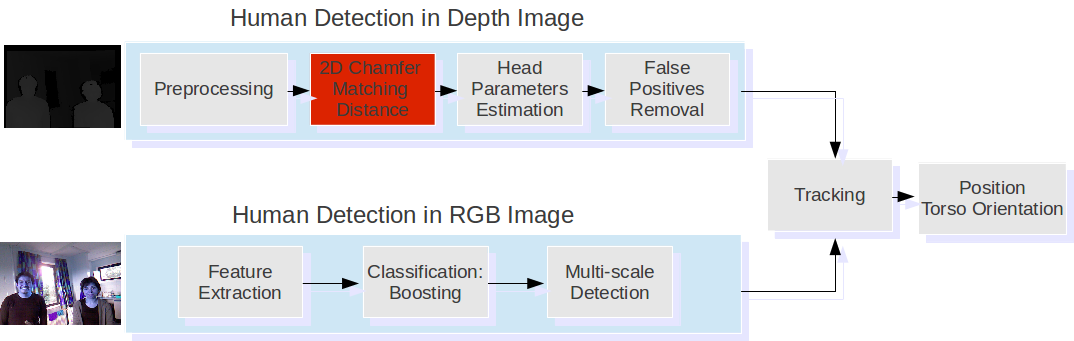 Human Detection in Depth Image
Preprocessing
2D Chamfer
Matching
Distance
Head
Parameters
Estimation
False
Positives
Removal
Tracking
Position
Torso Orientation
Human Detection in RGB Image
Feature
Extraction
Classification:
Boosting
Multi-scale
Detection